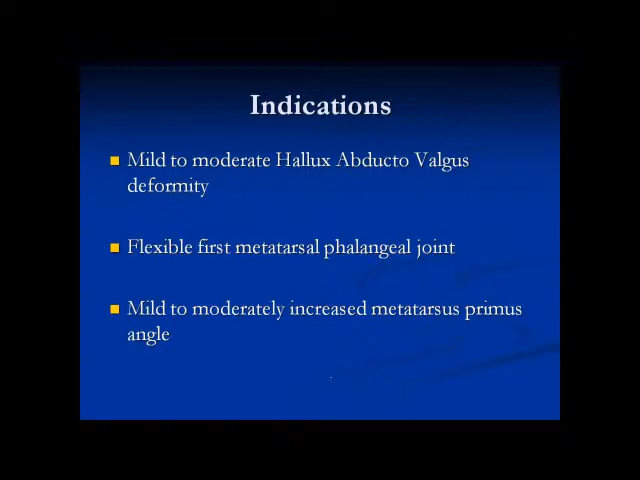 Indications
Mild to moderate Hallux Abducto Valgus
deformity
Flexible first metatarsal phalangeal joint
Mild to moderately increased metatarsus primus
angle